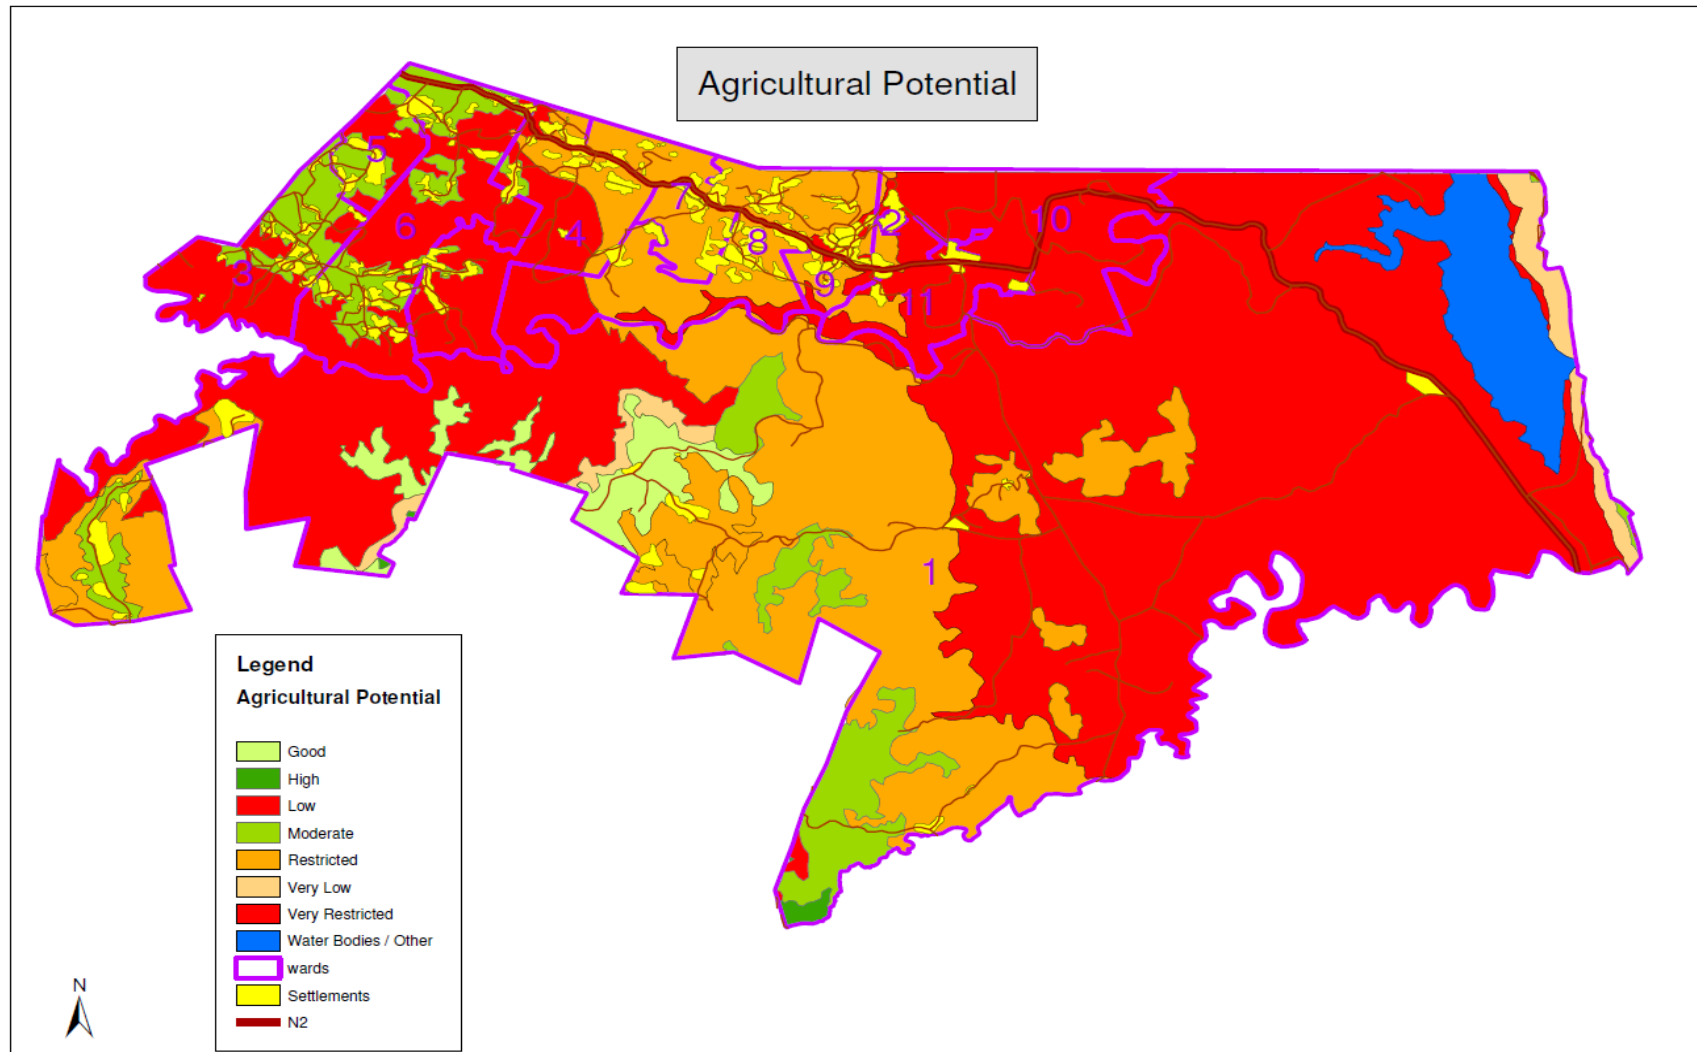 Agricultural Potential
5
6
3
4
7
8
2
10
9
11
1
Legend
Agricultural Potential
Good
High
Low
Moderate
Restricted
Very Low
Very Restricted
Water Bodies / Other
wards
Settlements
N2
N